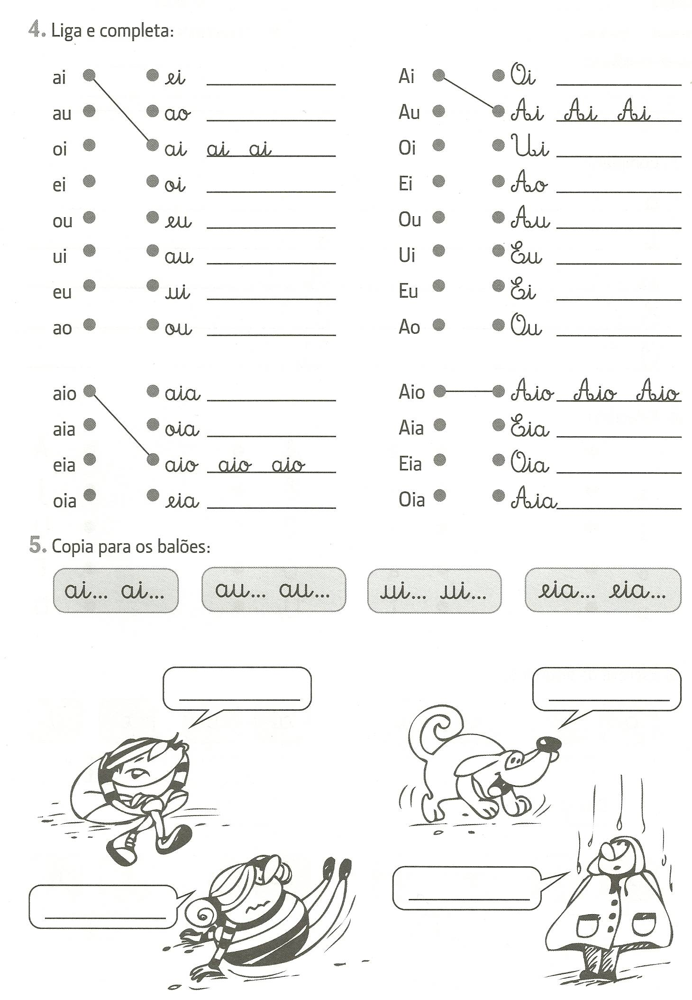 4. Liga e completa:
ai ei Ai Oi
au ao Au Ai Ai Ai
oi ai ai ai Oi Ui
ei oi Ei Ao
ou eu Ou Au
ui au Ui Eu
eu ui Eu Ei
ao ou Ao Ou
aio aia Aio Aio Aio Aio
aia oia Aia Eia
eia aio aio aio Eia Oia
oia eia Oia Aia
5. Copia para os balões:
ai... ai... au... au... ui... ui... eia... eia...